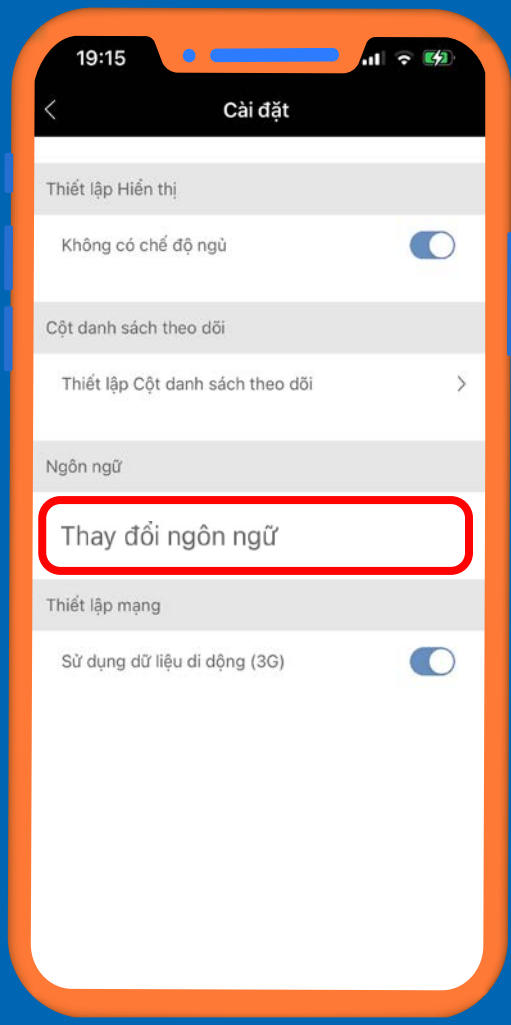 19:15
Cài đặt
Thiết lập Hiển thị
Không có chế độ ngủ
Cột danh sách theo dõi
Thiết lập Cột danh sách theo dõi
Ngôn ngữ
Thay đổi ngôn ngữ
Thiết lập mạng
Sử dụng dữ liệu di dộng (3G)